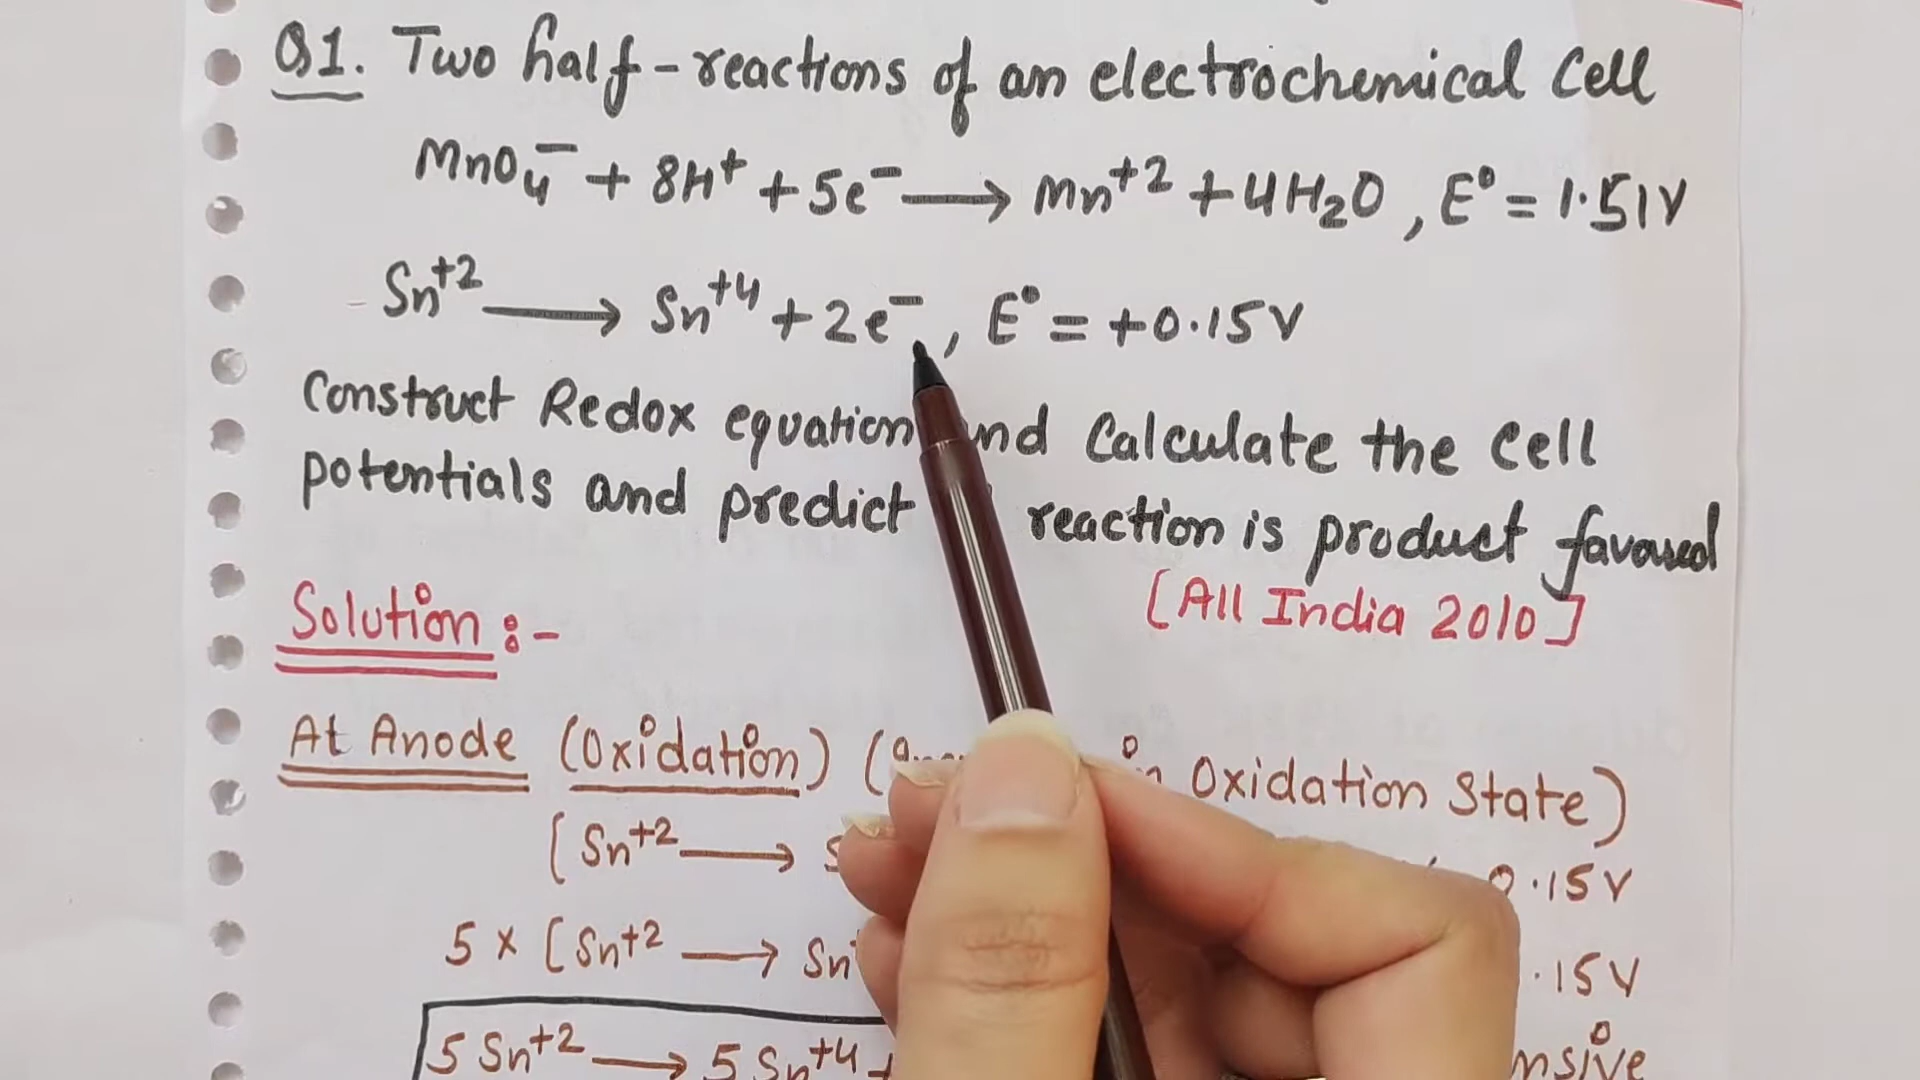 Q1. Two half-reactions of an electrochemical cell
MnO₄⁻ + 8H⁺ + 5e⁻ ⟶ Mn⁺² + 4H₂O, E° = 1.51V
Sn⁺² ⟶ Sn⁺⁴ + 2e⁻, E° = +0.15V
Construct Redox equation and Calculate the cell
potentials and predict reaction is product favoured
[All India 2010]
Solution :-
At Anode (Oxidation) ( in Oxidation State)
[Sn⁺² ⟶ 0.15V
5 × [Sn⁺² ⟶ Sn .15V
5 Sn⁺² ⟶ 5 Sn⁺⁴ +